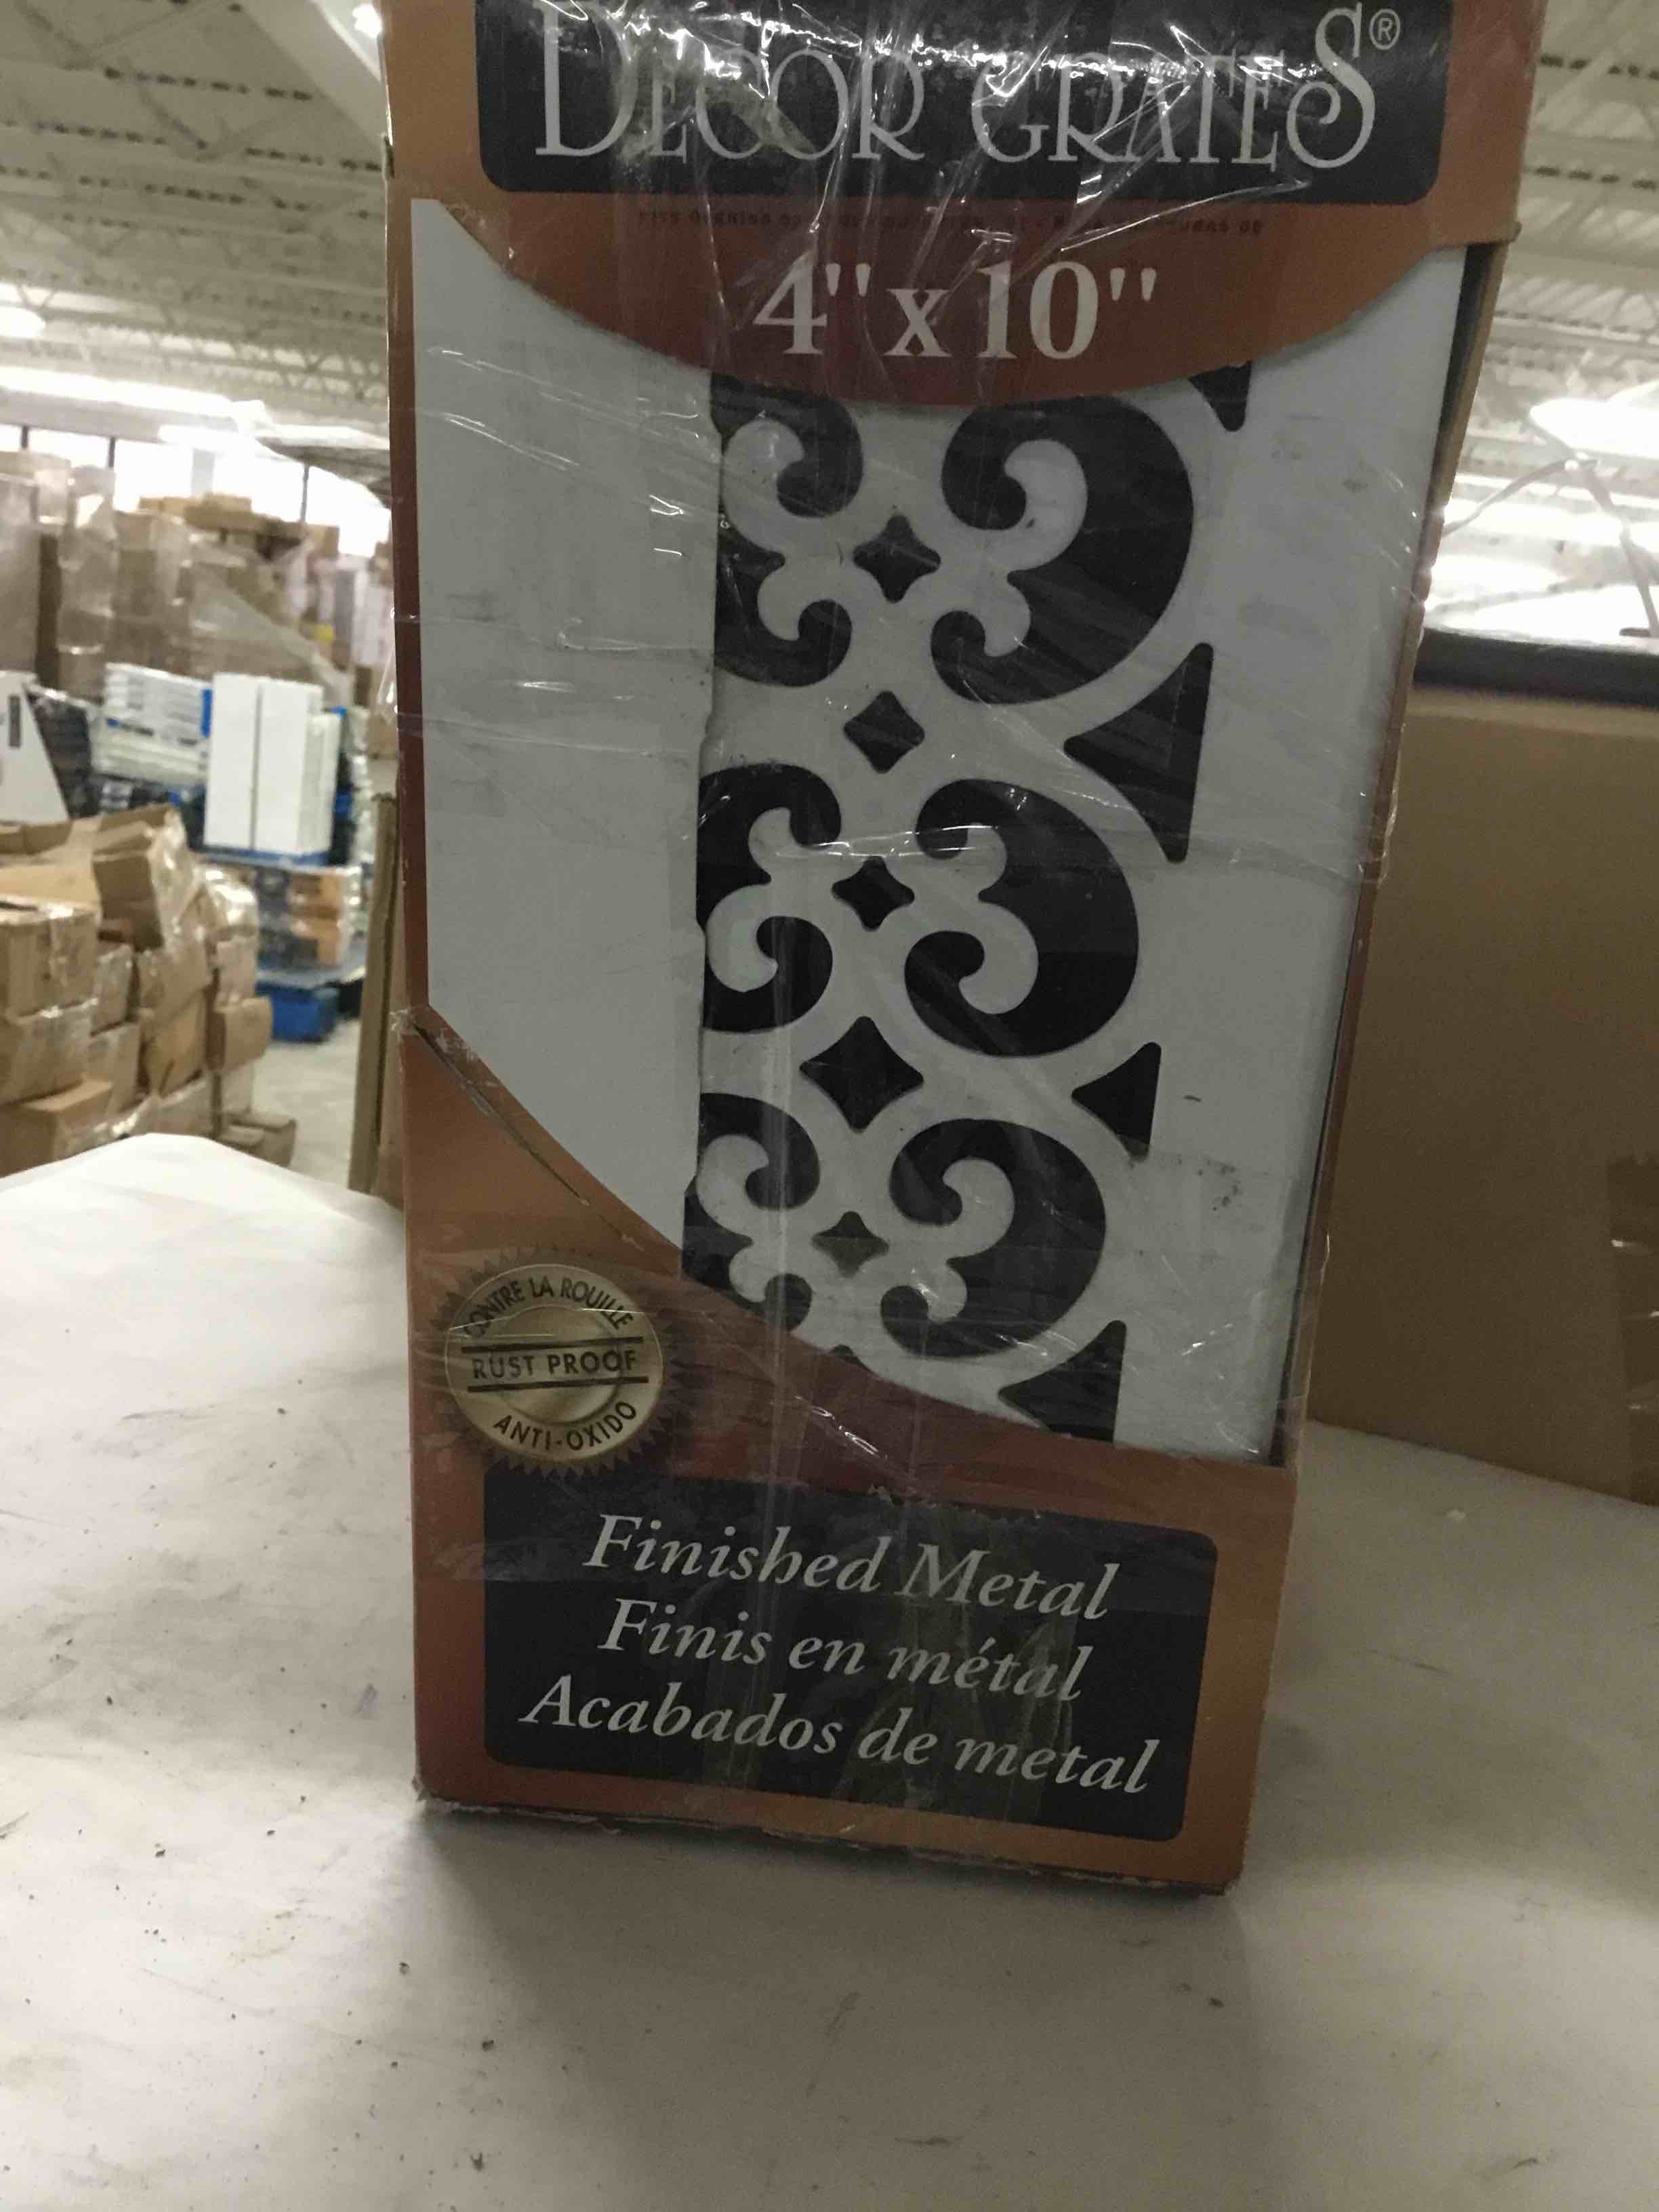 DECOR GRATES®
4" x 10"
CONTRE LA ROUILLE
RUST PROOF
ANTI-OXIDO
Finished Metal
Finis en métal
Acabados de metal